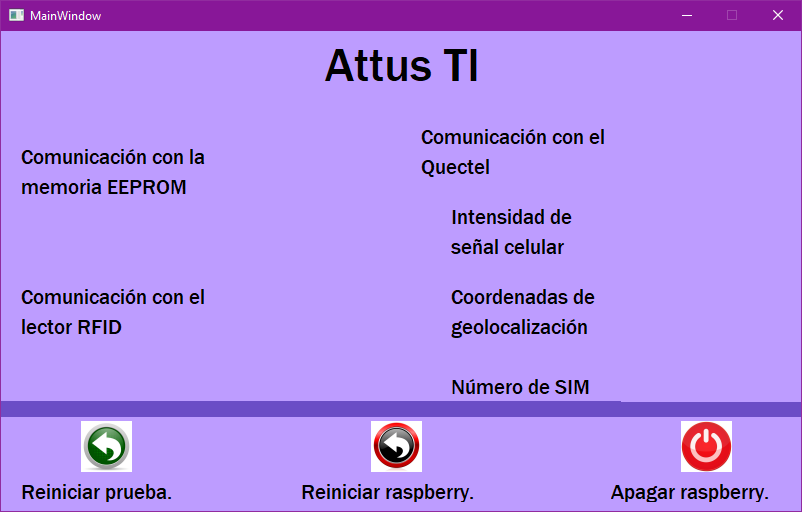 MainWindow
Attus TI
Comunicación con la
memoria EEPROM
Comunicación con el
lector RFID
Comunicación con el
Quectel
Intensidad de
señal celular
Coordenadas de
geolocalización
Número de SIM
Reiniciar prueba.
Reiniciar raspberry.
Apagar raspberry.